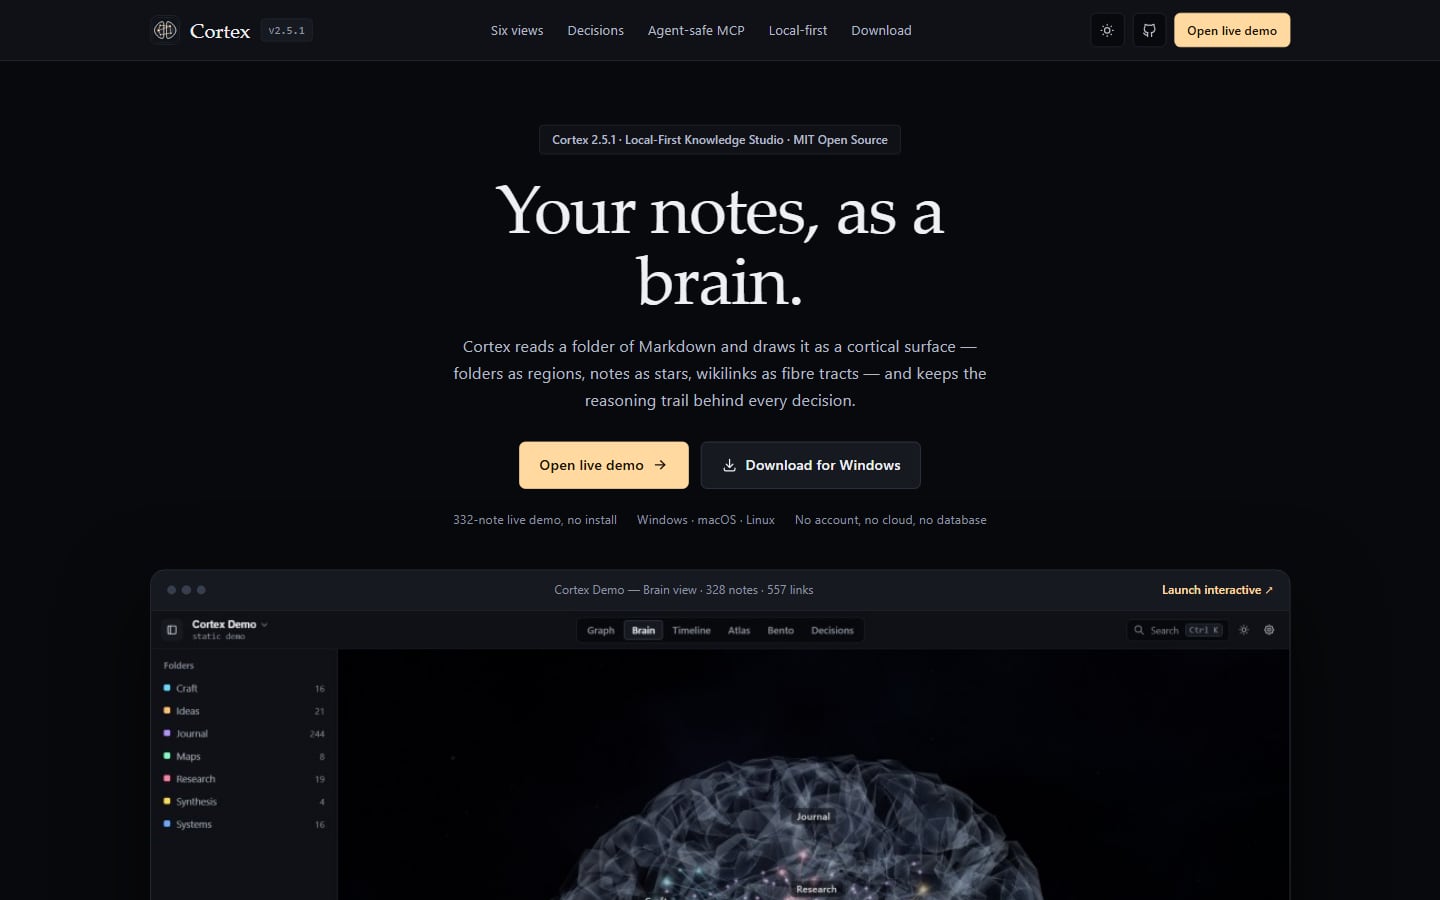 Cortex v2.5.1
Six views Decisions Agent-safe MCP Local-first Download
Open live demo
Cortex 2.5.1 · Local-First Knowledge Studio · MIT Open Source
Your notes, as a
brain.
Cortex reads a folder of Markdown and draws it as a cortical surface —
folders as regions, notes as stars, wikilinks as fibre tracts — and keeps the
reasoning trail behind every decision.
Open live demo →
Download for Windows
332-note live demo, no install Windows · macOS · Linux No account, no cloud, no database
Cortex Demo — Brain view · 328 notes · 557 links
Launch interactive ↗
Cortex Demo
static demo
Graph Brain Timeline Atlas Bento Decisions
Search Ctrl K
Folders
Craft 16
Ideas 21
Journal 244
Maps 8
Research 19
Synthesis 4
Systems 16
Journal
Research